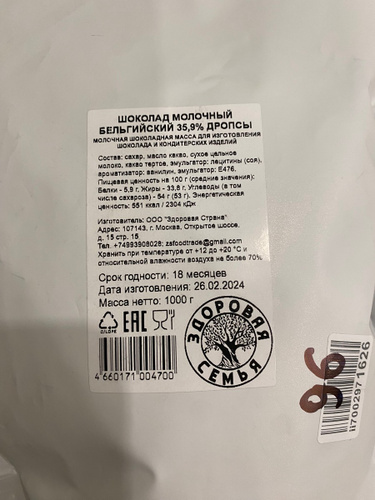 ШОКОЛАД МОЛОЧНЫЙ
БЕЛЬГИЙСКИЙ 35,9% ДРОПСЫ
МОЛОЧНАЯ ШОКОЛАДНАЯ МАССА ДЛЯ ИЗГОТОВЛЕНИЯ
ШОКОЛАДА И КОНДИТЕРСКИХ ИЗДЕЛИЙ
Состав: сахар, масло какао, сухое цельное
молоко, какао тертое, эмульгатор: лецитины (соя),
ароматизатор: ванилин, эмульгатор E476.
Пищевая ценность на 100 г (средние значения):
Белки - 5,9 г, Жиры - 33,6 г, Углеводы (в том
числе сахароза) - 54 г (53 г). Энергетическая
ценность: 551 ккал / 2304 кДж
Изготовитель: ООО "Здоровая Страна"
Адрес: 107143, г. Москва, Открытое шоссе,
д. 15 стр. 15
Тел.: +74993908028; zsfoodtrade@gmail.com
Хранить при температуре от +12 до +20 °C и
относительной влажности воздуха не более 70%
Срок годности: 18 месяцев
Дата изготовления: 26.02.2024
Масса нетто: 1000 г
EAC
4 660171 004700
ЗДОРОВАЯ
СЕМЬЯ
96
ii700297 1626